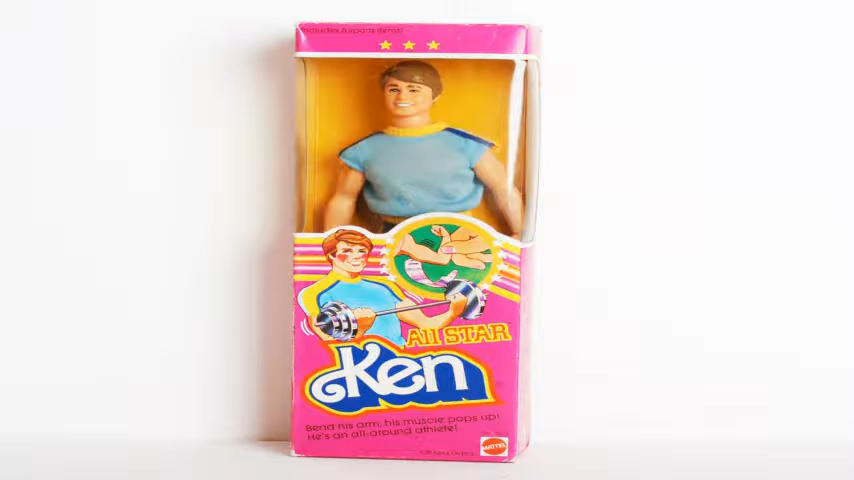 Includes 6 sports items!
All STAR
Ken
Bend his arm, his muscle pops up!
He's an all-around athlete!
MATTEL